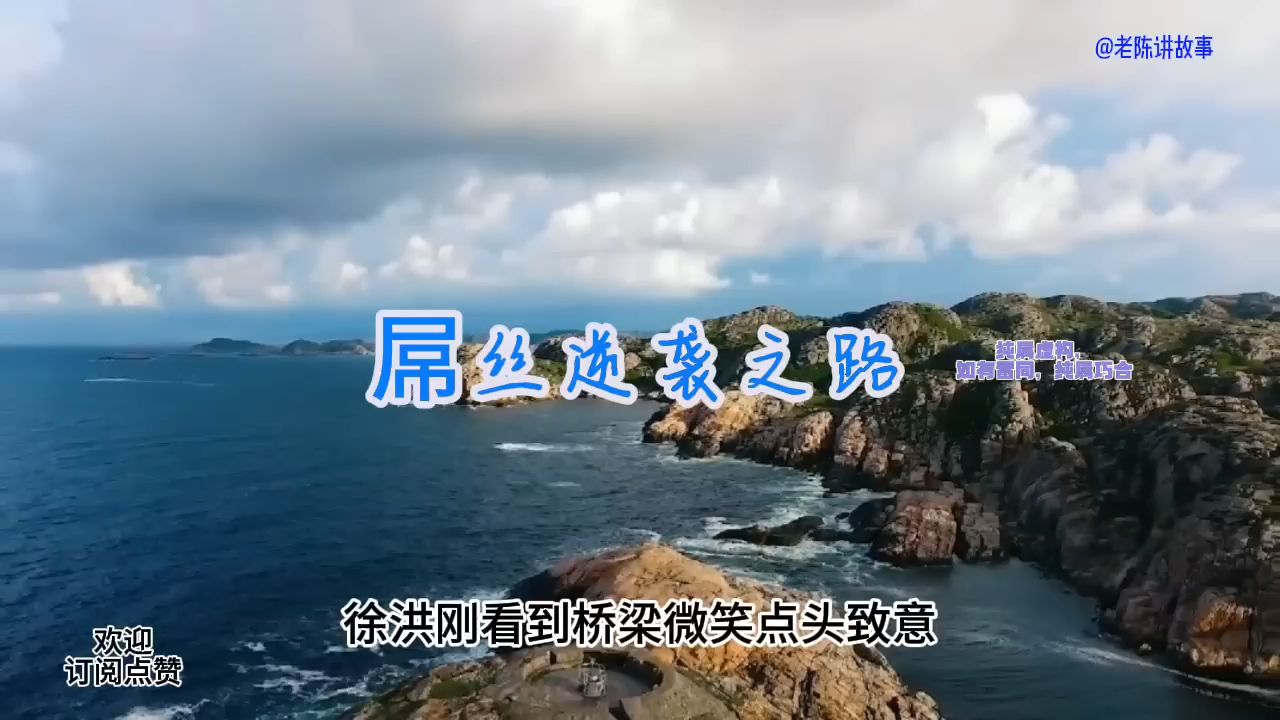 @老陈讲故事
屌丝逆袭之路
纯属虚构，
如有雷同，纯属巧合
徐洪刚看到桥梁微笑点头致意
欢迎
订阅点赞